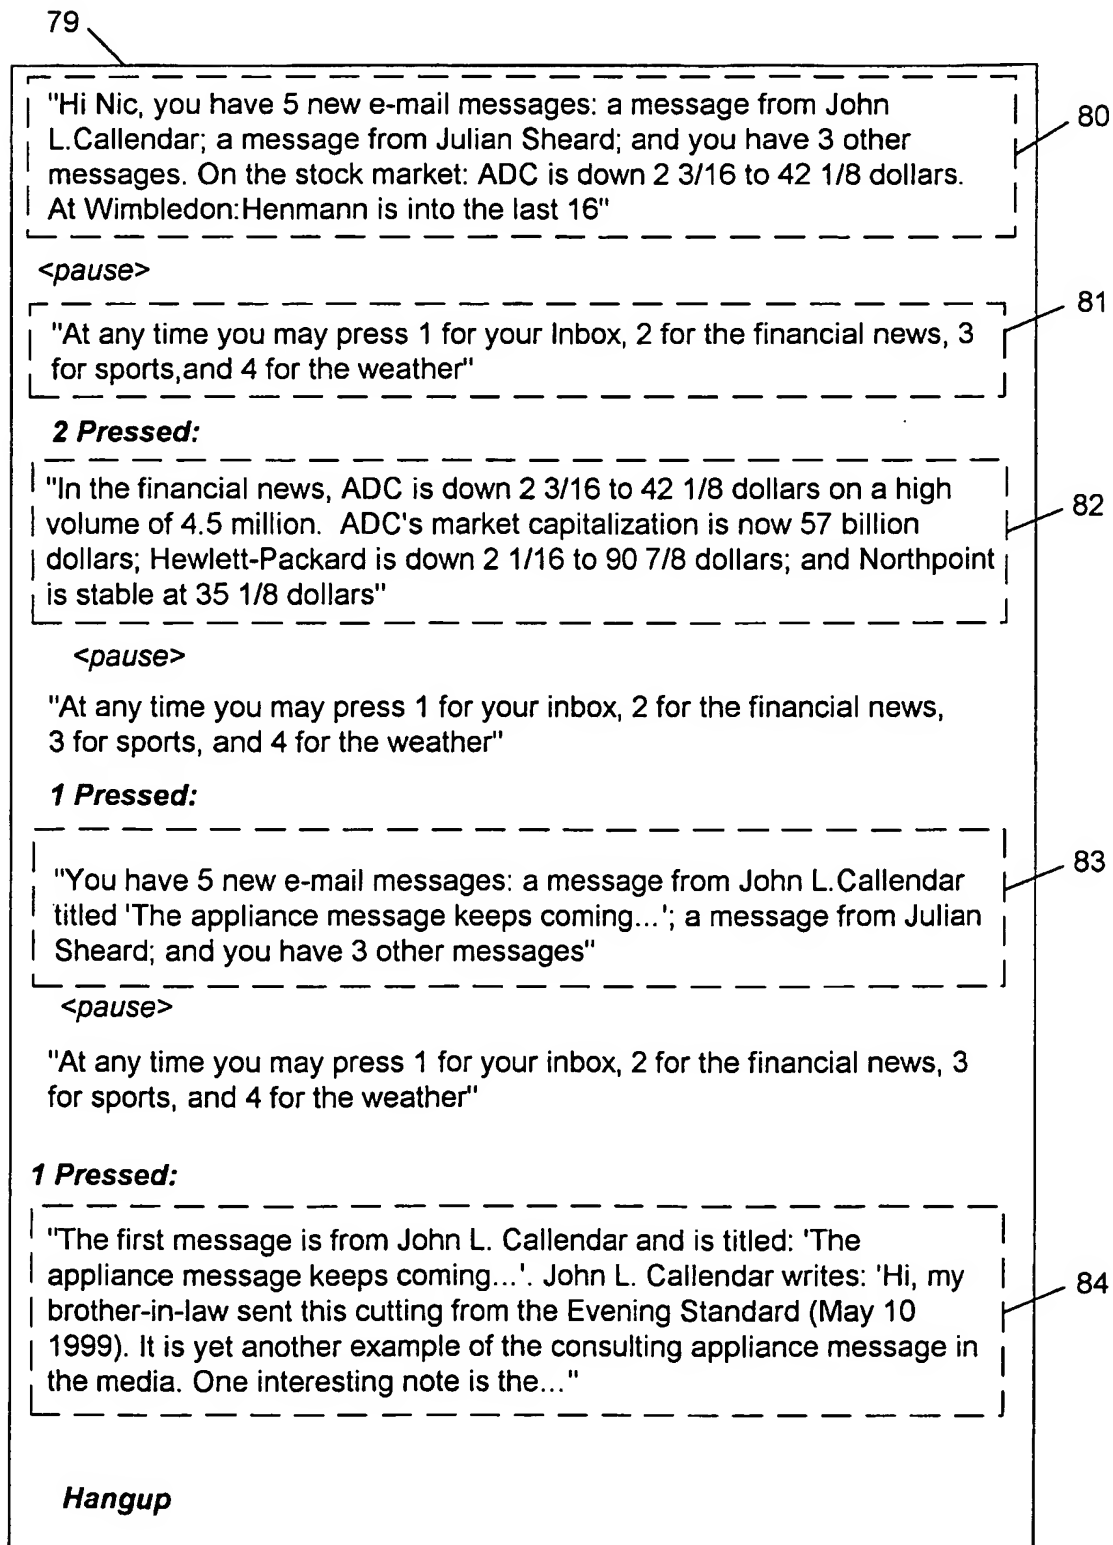 79
"Hi Nic, you have 5 new e-mail messages: a message from John
L.Callendar; a message from Julian Sheard; and you have 3 other
messages. On the stock market: ADC is down 2 3/16 to 42 1/8 dollars.
At Wimbledon:Henmann is into the last 16"
80
<pause>
81
"At any time you may press 1 for your Inbox, 2 for the financial news, 3
for sports,and 4 for the weather"
2 Pressed:
"In the financial news, ADC is down 2 3/16 to 42 1/8 dollars on a high
volume of 4.5 million. ADC's market capitalization is now 57 billion
dollars; Hewlett-Packard is down 2 1/16 to 90 7/8 dollars; and Northpoint
is stable at 35 1/8 dollars"
82
<pause>
"At any time you may press 1 for your inbox, 2 for the financial news,
3 for sports, and 4 for the weather"
1 Pressed:
83
"You have 5 new e-mail messages: a message from John L.Callendar
titled 'The appliance message keeps coming...'; a message from Julian
Sheard; and you have 3 other messages"
<pause>
"At any time you may press 1 for your inbox, 2 for the financial news, 3
for sports, and 4 for the weather"
1 Pressed:
"The first message is from John L. Callendar and is titled: 'The
appliance message keeps coming...'. John L. Callendar writes: 'Hi, my
brother-in-law sent this cutting from the Evening Standard (May 10
1999). It is yet another example of the consulting appliance message in
the media. One interesting note is the..."
84
Hangup